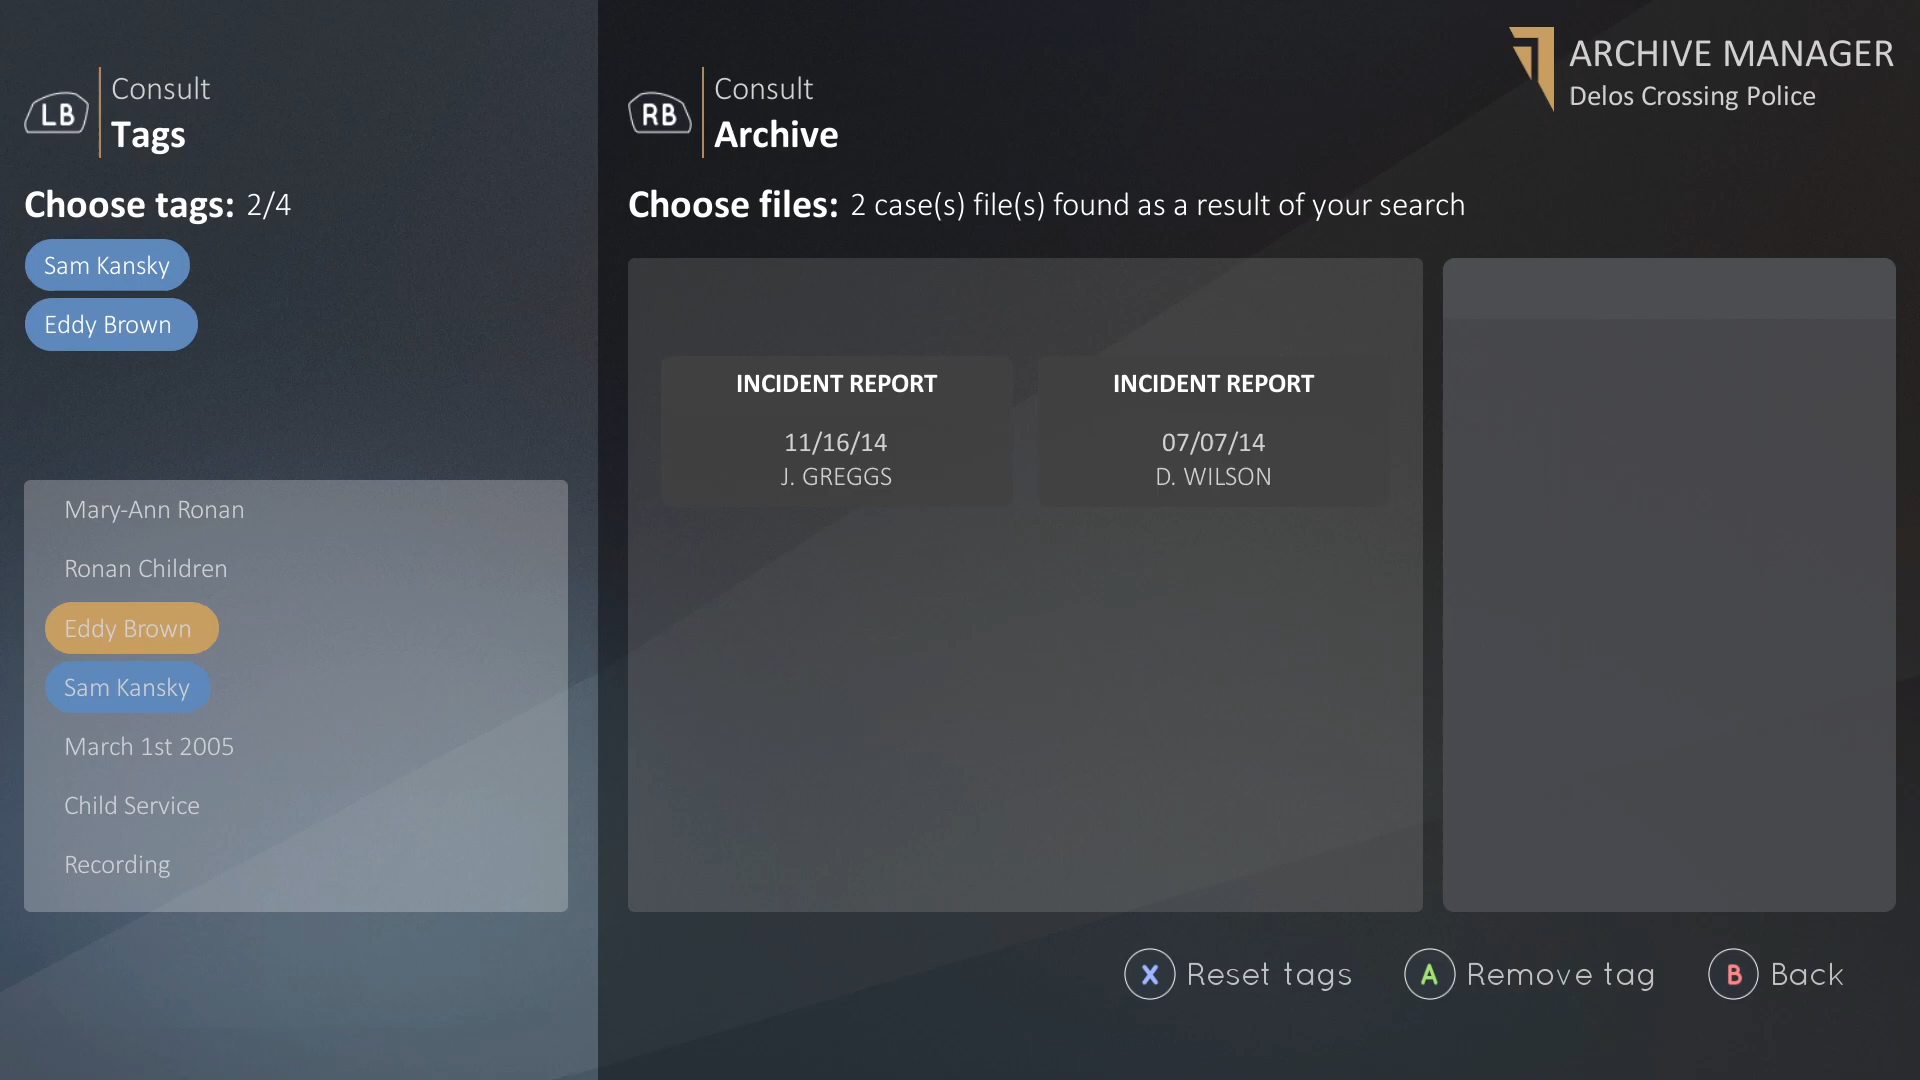 LB
Consult
Tags
Choose tags: 2/4
Sam Kansky
Eddy Brown
Mary-Ann Ronan
Ronan Children
Eddy Brown
Sam Kansky
March 1st 2005
Child Service
Recording
RB
Consult
Archive
ARCHIVE MANAGER
Delos Crossing Police
Choose files: 2 case(s) file(s) found as a result of your search
INCIDENT REPORT
11/16/14
J. GREGGS
INCIDENT REPORT
07/07/14
D. WILSON
X Reset tags
A Remove tag
B Back